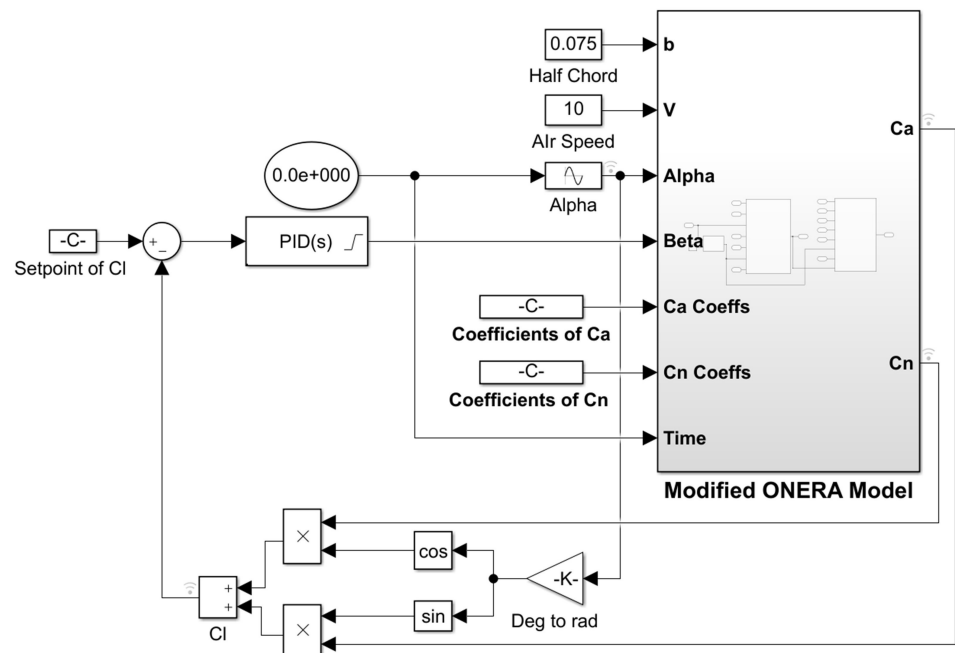 0.075
b
Half Chord
10
V
AIr Speed
Ca
0.0e+000
Alpha
Alpha
-C-
+
−
PID(s)
Beta
Setpoint of Cl
-C-
Ca Coeffs
Coefficients of Ca
Cn
-C-
Cn Coeffs
Coefficients of Cn
Time
Modified ONERA Model
×
cos
-K-
+
+
Cl
sin
Deg to rad
×